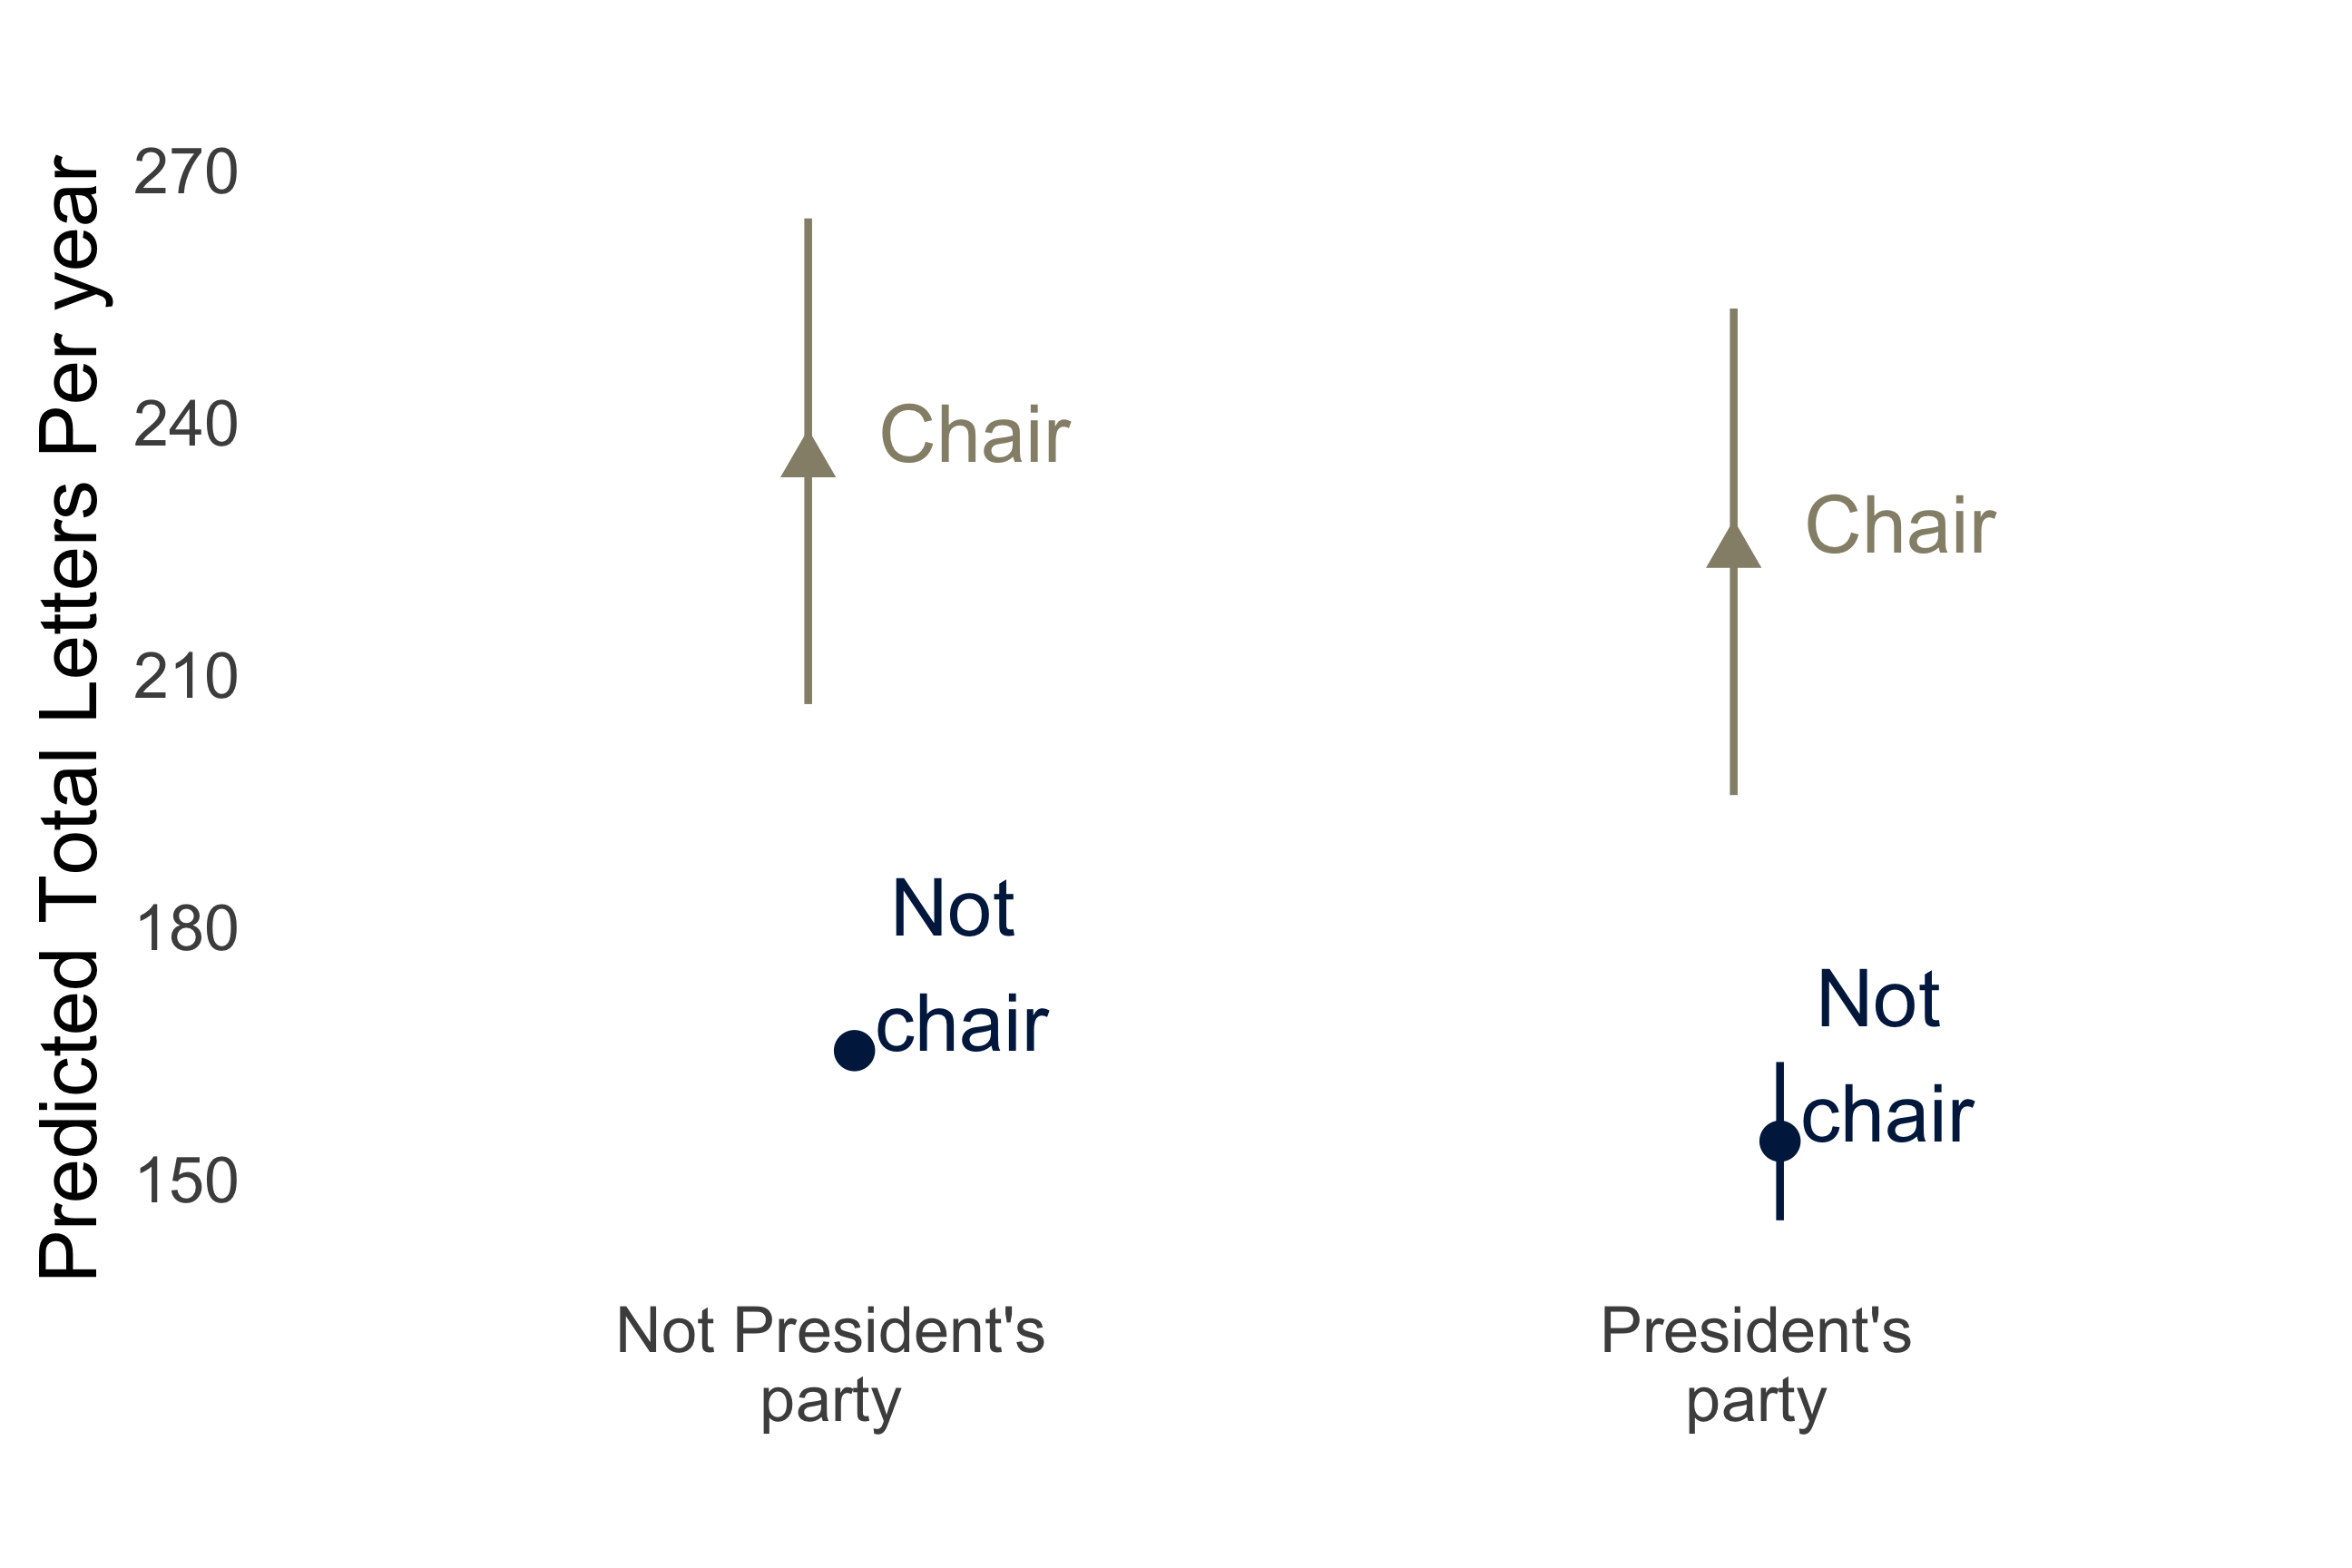 Predicted Total Letters Per year
270
240
210
180
150
Chair
Not
chair
Chair
Not
chair
Not President's
party
President's
party